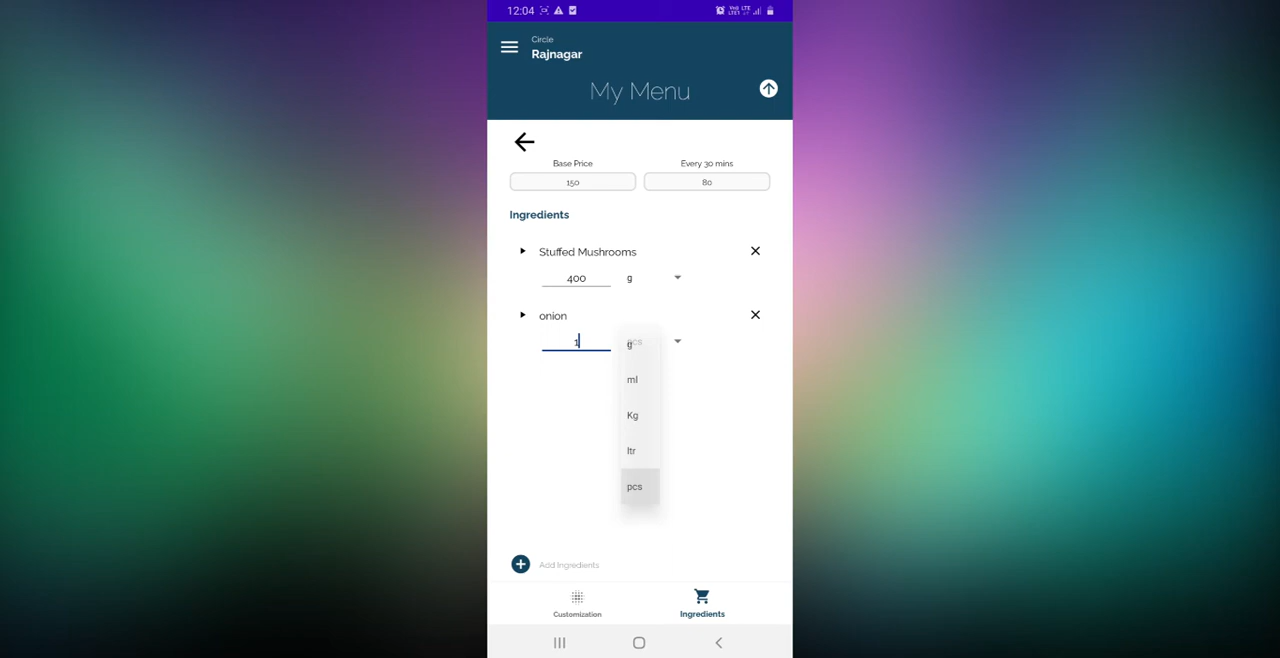 12:04
Circle
Rajnagar
My Menu
Base Price
Every 30 mins
150
80
Ingredients
Stuffed Mushrooms
400
g
onion
1
g
ml
Kg
ltr
pcs
Add Ingredients
Customization
Ingredients